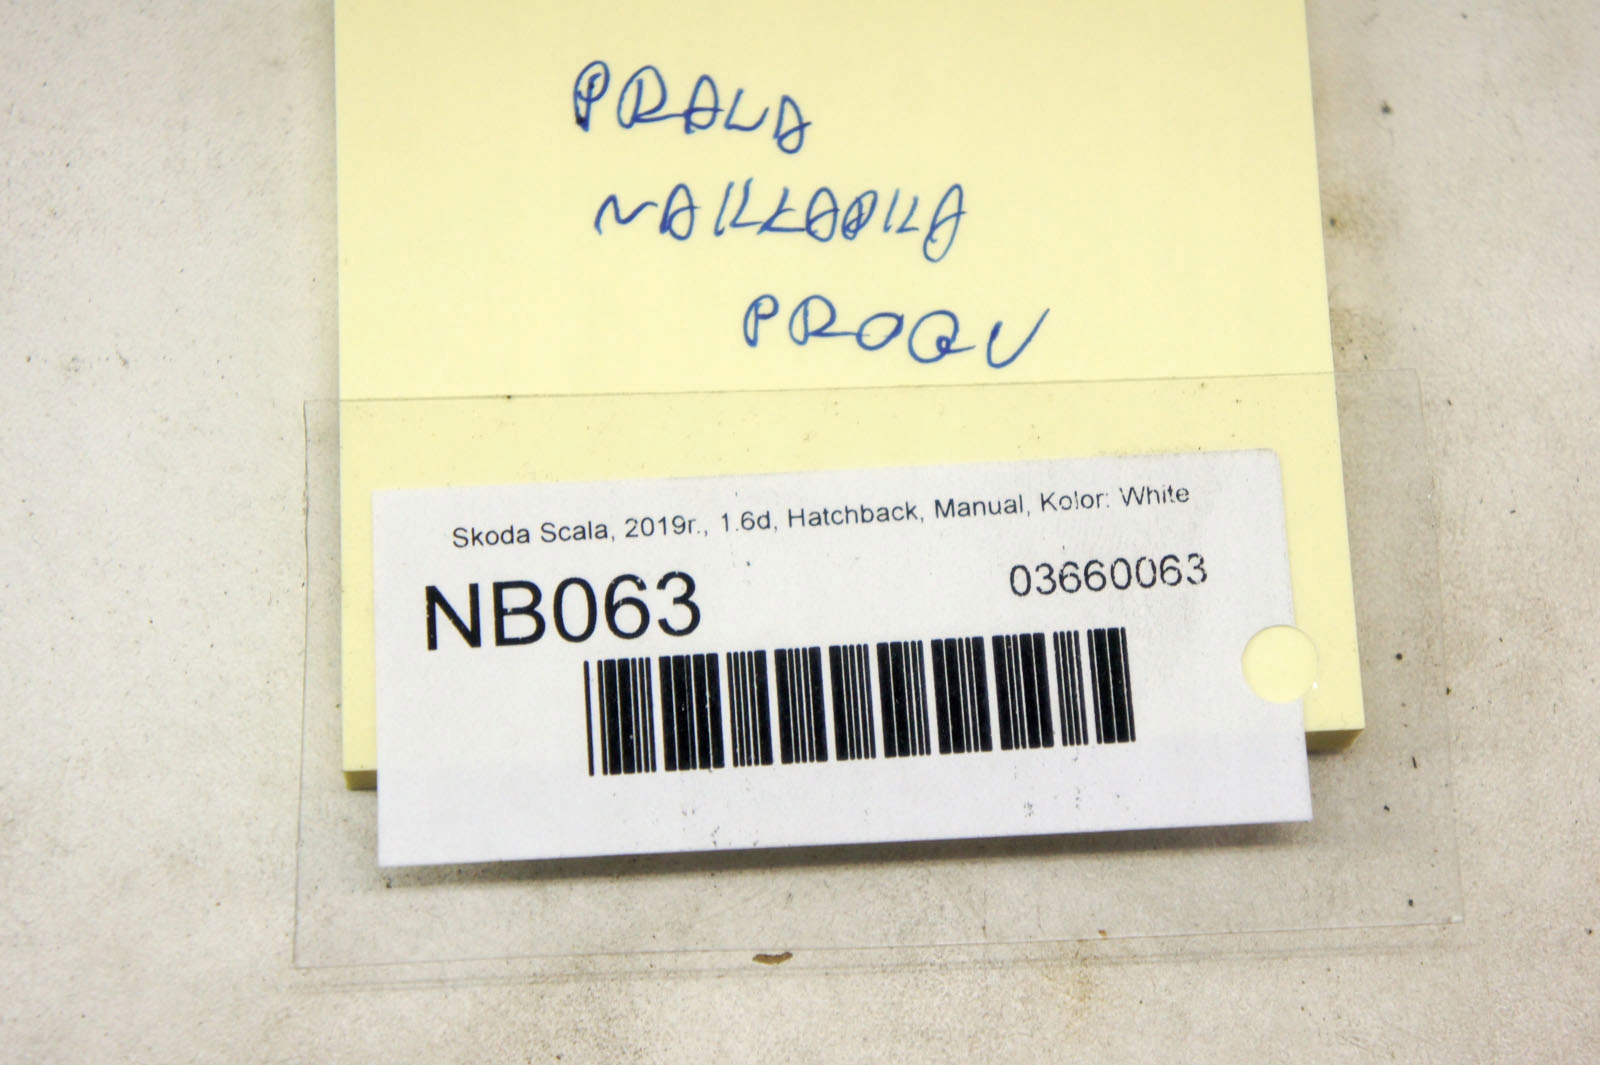 PRAWA
NAKŁADKA
PROGU
Skoda Scala, 2019r., 1.6d, Hatchback, Manual, Kolor: White
NB063
03660063